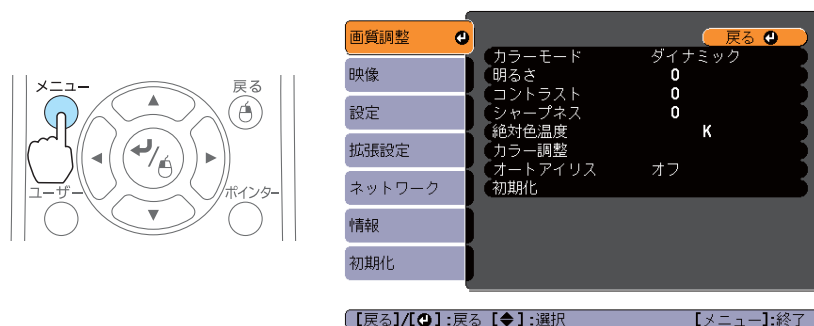 メニュー
戻る
ユーザー
ポインター
画質調整
映像
設定
拡張設定
ネットワーク
情報
初期化
戻る
カラーモード ダイナミック
明るさ 0
コントラスト 0
シャープネス 0
絶対色温度 K
カラー調整
オートアイリス オフ
初期化
【戻る】/【】:戻る 【】:選択 【メニュー】:終了